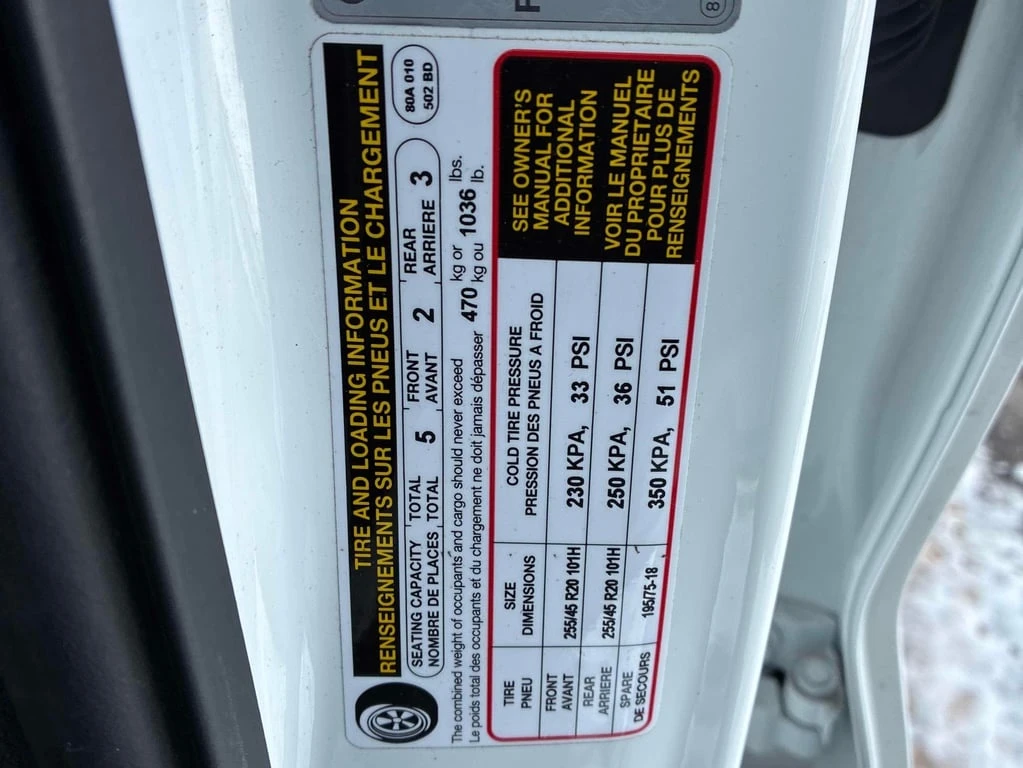 TIRE AND LOADING INFORMATION
RENSEIGNEMENTS SUR LES PNEUS ET LE CHARGEMENT
SEATING CAPACITY TOTAL 5 FRONT 2 REAR 3
NOMBRE DE PLACES TOTAL AVANT ARRIERE
80A 010
502 BD
The combined weight of occupants and cargo should never exceed 470 kg or 1036 lbs.
Le poids total des occupants et du chargement ne doit jamais dépasser kg ou lb.
TIRE SIZE COLD TIRE PRESSURE
PNEU DIMENSIONS PRESSION DES PNEUS A FROID
FRONT
AVANT 255/45 R20 101H 230 KPA, 33 PSI
REAR
ARRIERE 255/45 R20 101H 250 KPA, 36 PSI
SPARE
DE SECOURS 195/75-18 350 KPA, 51 PSI
SEE OWNER'S
MANUAL FOR
ADDITIONAL
INFORMATION
VOIR LE MANUEL
DU PROPRIETAIRE
POUR PLUS DE
RENSEIGNEMENTS